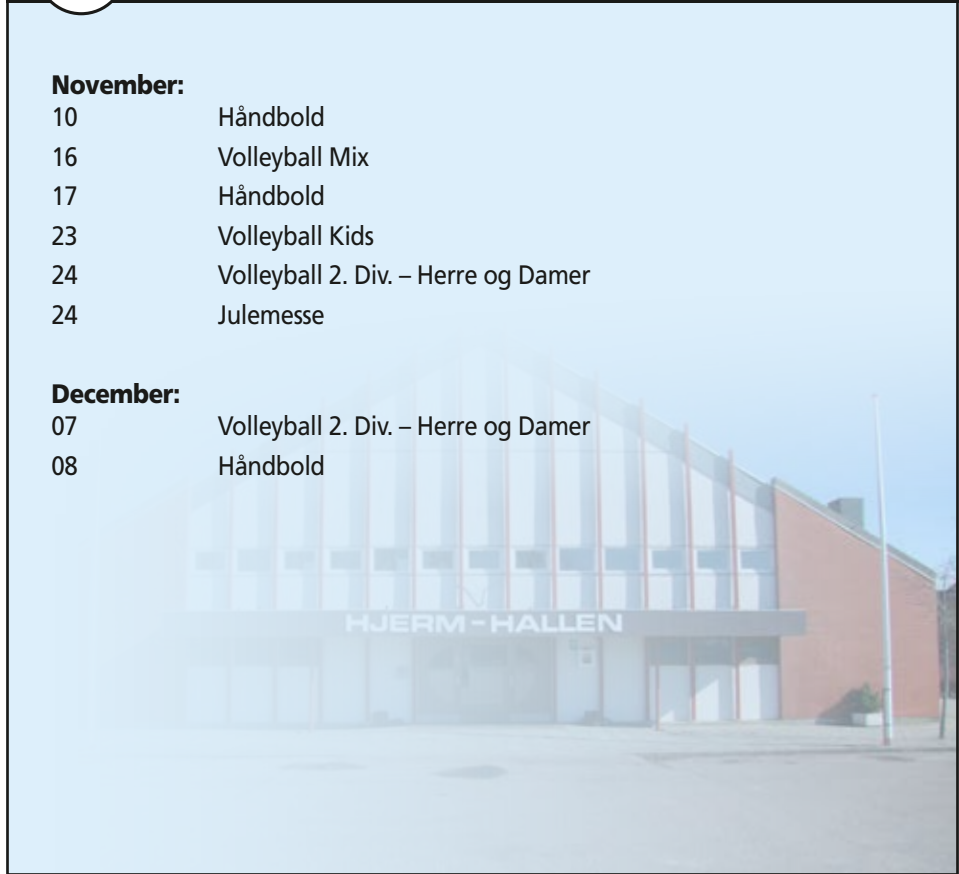 November:
10 Håndbold
16 Volleyball Mix
17 Håndbold
23 Volleyball Kids
24 Volleyball 2. Div. – Herre og Damer
24 Julemesse
December:
07 Volleyball 2. Div. – Herre og Damer
08 Håndbold
HJERM-HALLEN